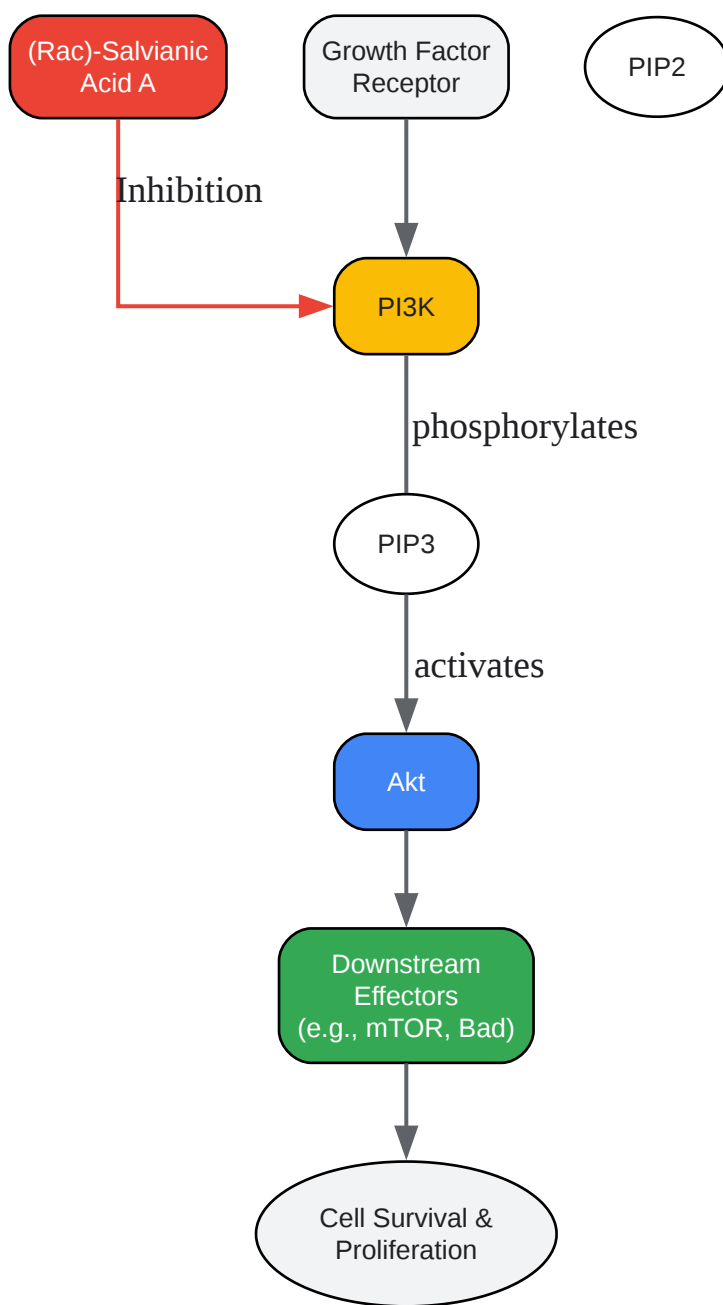 (Rac)-Salvianic
Acid A
Growth Factor
Receptor
PIP2
Inhibition
PI3K
phosphorylates
PIP3
activates
Akt
Downstream
Effectors
(e.g., mTOR, Bad)
Cell Survival &
Proliferation